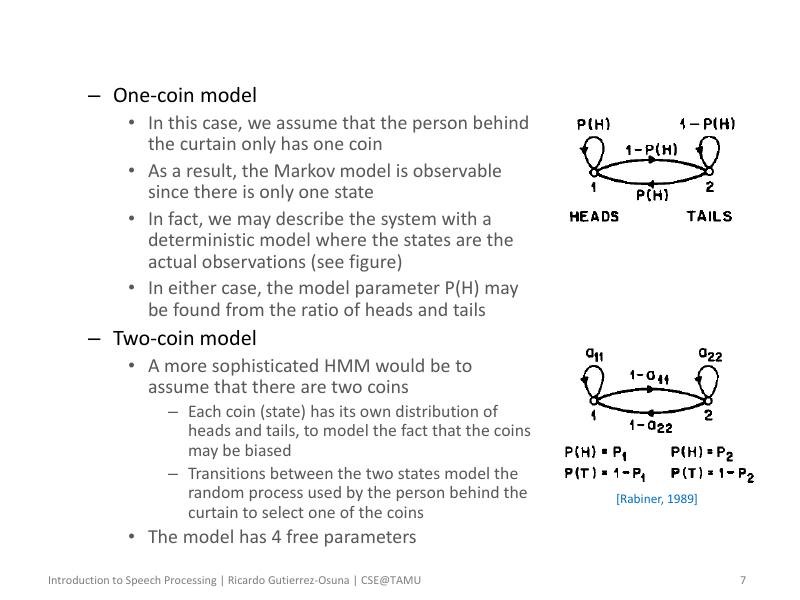 – One-coin model
• In this case, we assume that the person behind
the curtain only has one coin
• As a result, the Markov model is observable
since there is only one state
• In fact, we may describe the system with a
deterministic model where the states are the
actual observations (see figure)
• In either case, the model parameter P(H) may
be found from the ratio of heads and tails
– Two-coin model
• A more sophisticated HMM would be to
assume that there are two coins
– Each coin (state) has its own distribution of
heads and tails, to model the fact that the coins
may be biased
– Transitions between the two states model the
random process used by the person behind the
curtain to select one of the coins
• The model has 4 free parameters
P(H) 1-P(H)
1-P(H)
1 2
P(H)
HEADS TAILS
a11 a22
1-a11
1 2
1-a22
P(H) = P1 P(H) = P2
P(T) = 1-P1 P(T) = 1-P2
[Rabiner, 1989]
Introduction to Speech Processing | Ricardo Gutierrez-Osuna | CSE@TAMU 7